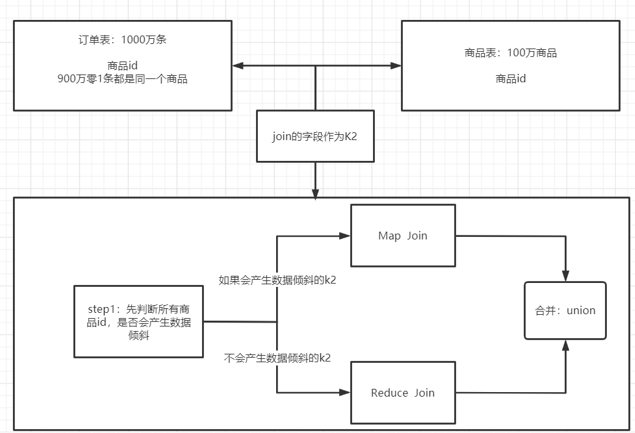 订单表：1000万条
商品id
900万零1条都是同一个商品
商品表：100万商品
商品id
join的字段作为K2
Map Join
如果会产生数据倾斜的k2
step1：先判断所有商
品id，是否会产生数据
倾斜
合并：union
不会产生数据倾斜的k2
Reduce Join